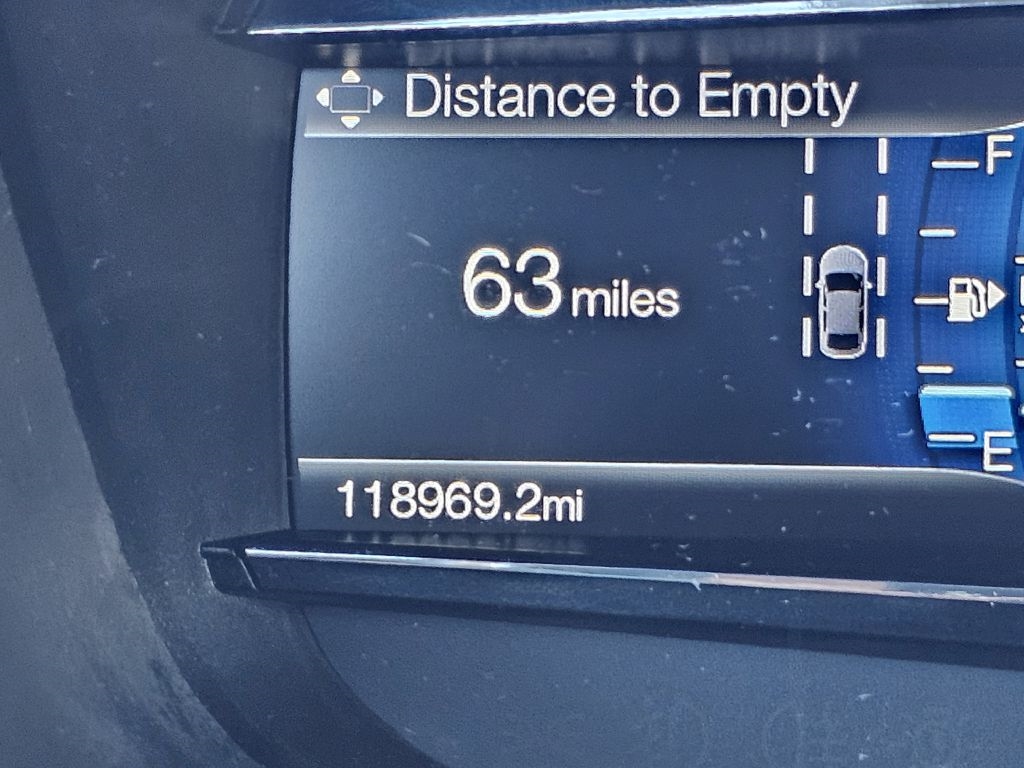 Distance to Empty
F
63 miles
E
118969.2mi